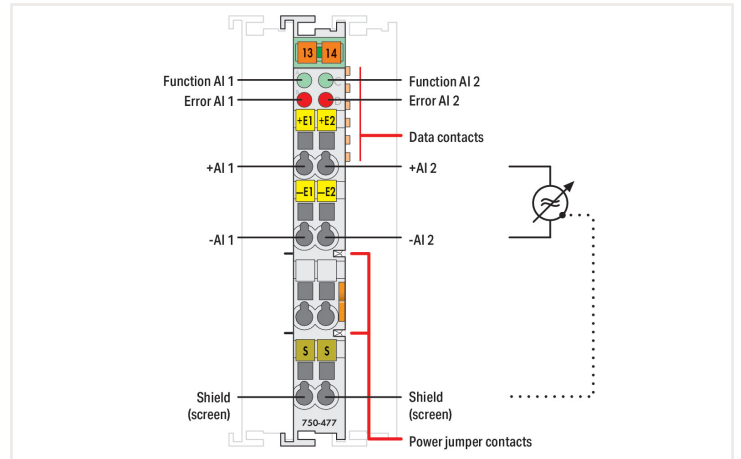 13 14
Function AI 1
Function AI 2
Error AI 1
Error AI 2
+E1 +E2
Data contacts
+AI 1
+AI 2
—E1 —E2
-AI 1
-AI 2
S S
Shield
(screen)
Shield
(screen)
750-477
Power jumper contacts